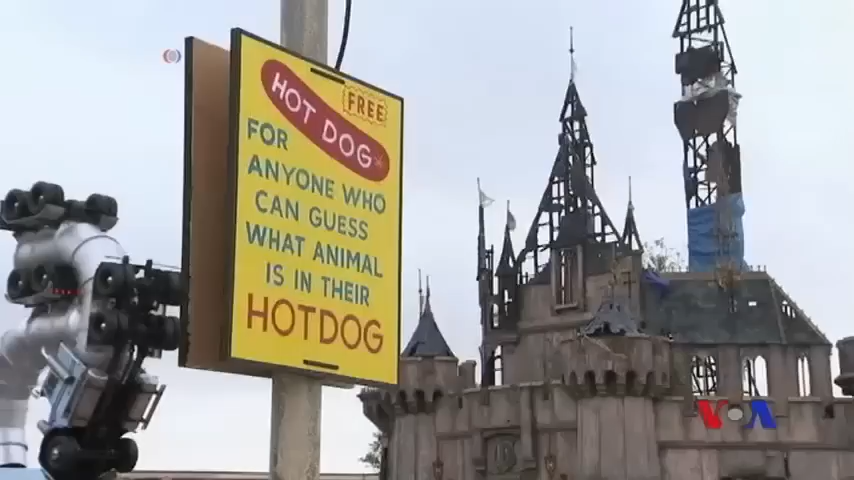 HOT DOG
FREE
FOR
ANYONE WHO
CAN GUESS
WHAT ANIMAL
IS IN THEIR
HOTDOG
VOA